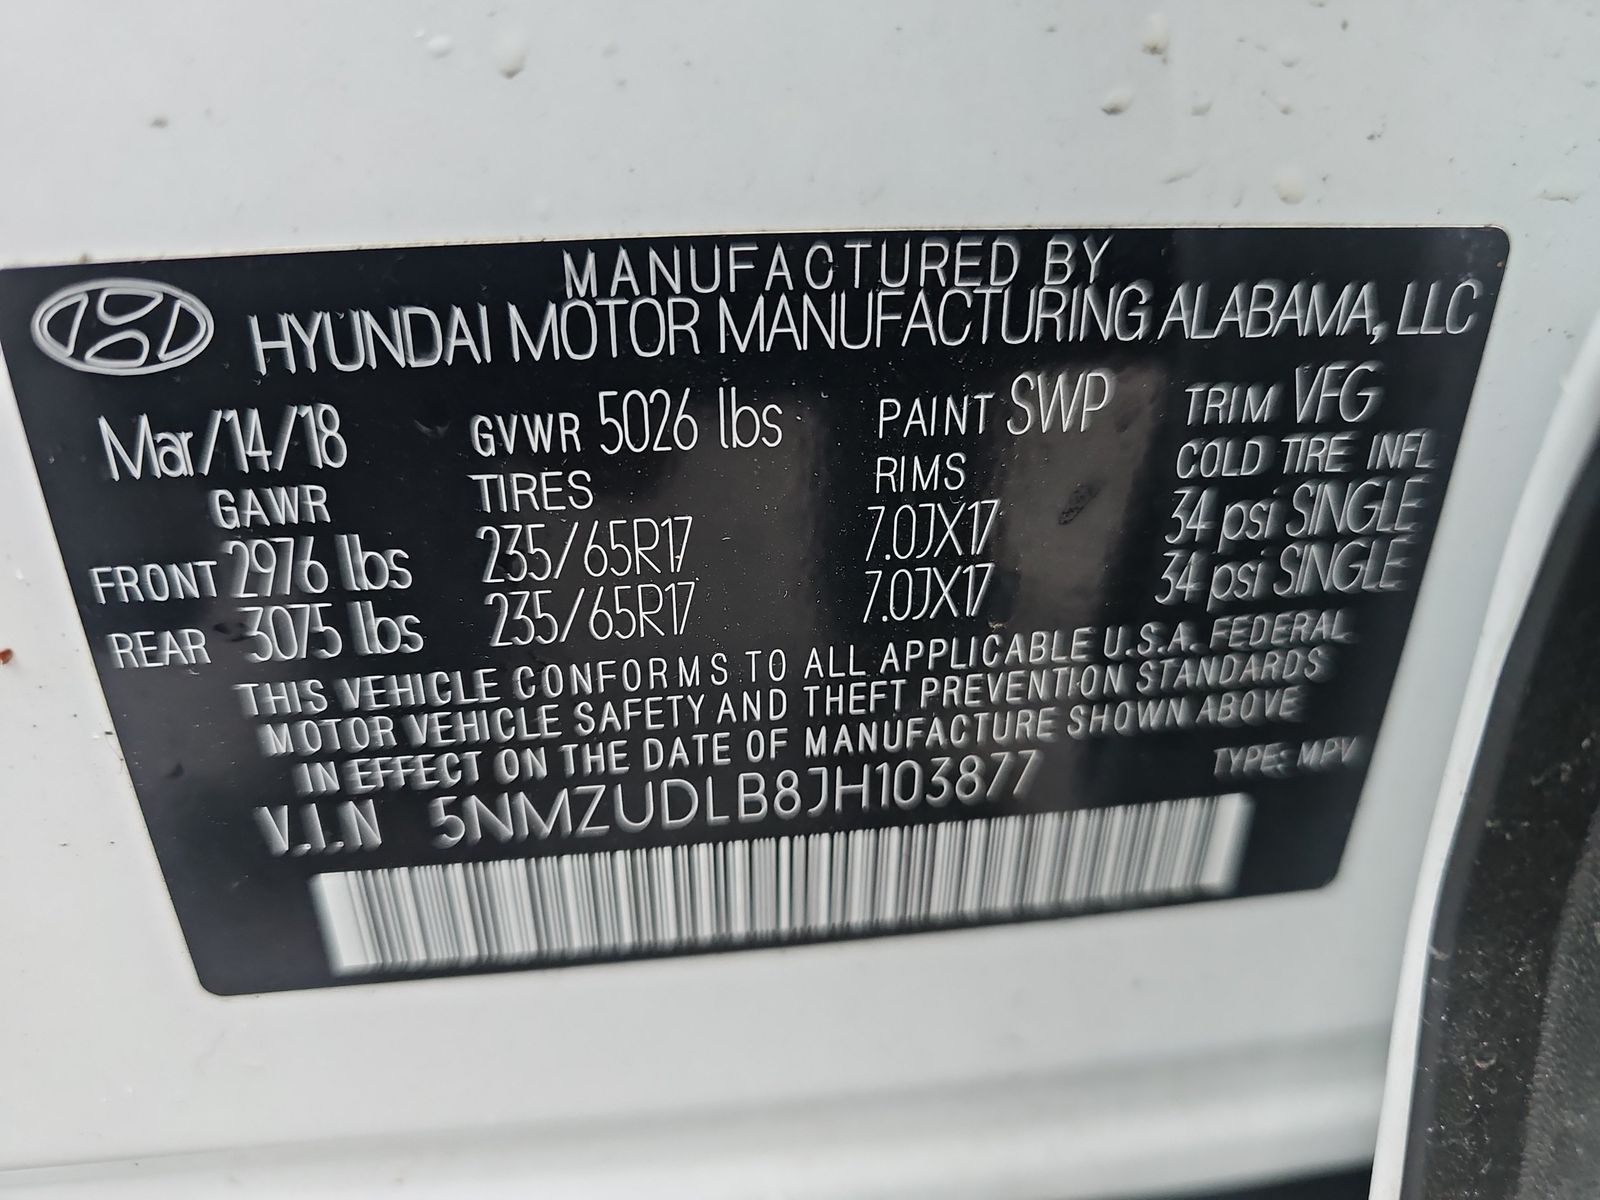 MANUFACTURED BY
HYUNDAI MOTOR MANUFACTURING ALABAMA, LLC
Mar/14/18 GVWR 5026 lbs PAINT SWP TRIM VFG
GAWR TIRES RIMS COLD TIRE INFL
FRONT 2976 lbs 235/65R17 7.0JX17 34 psi SINGLE
REAR 3075 lbs 235/65R17 7.0JX17 34 psi SINGLE
THIS VEHICLE CONFORMS TO ALL APPLICABLE U.S.A. FEDERAL
MOTOR VEHICLE SAFETY AND THEFT PREVENTION STANDARDS
IN EFFECT ON THE DATE OF MANUFACTURE SHOWN ABOVE
V.I.N 5NMZUDLB8JH103877 TYPE: MPV